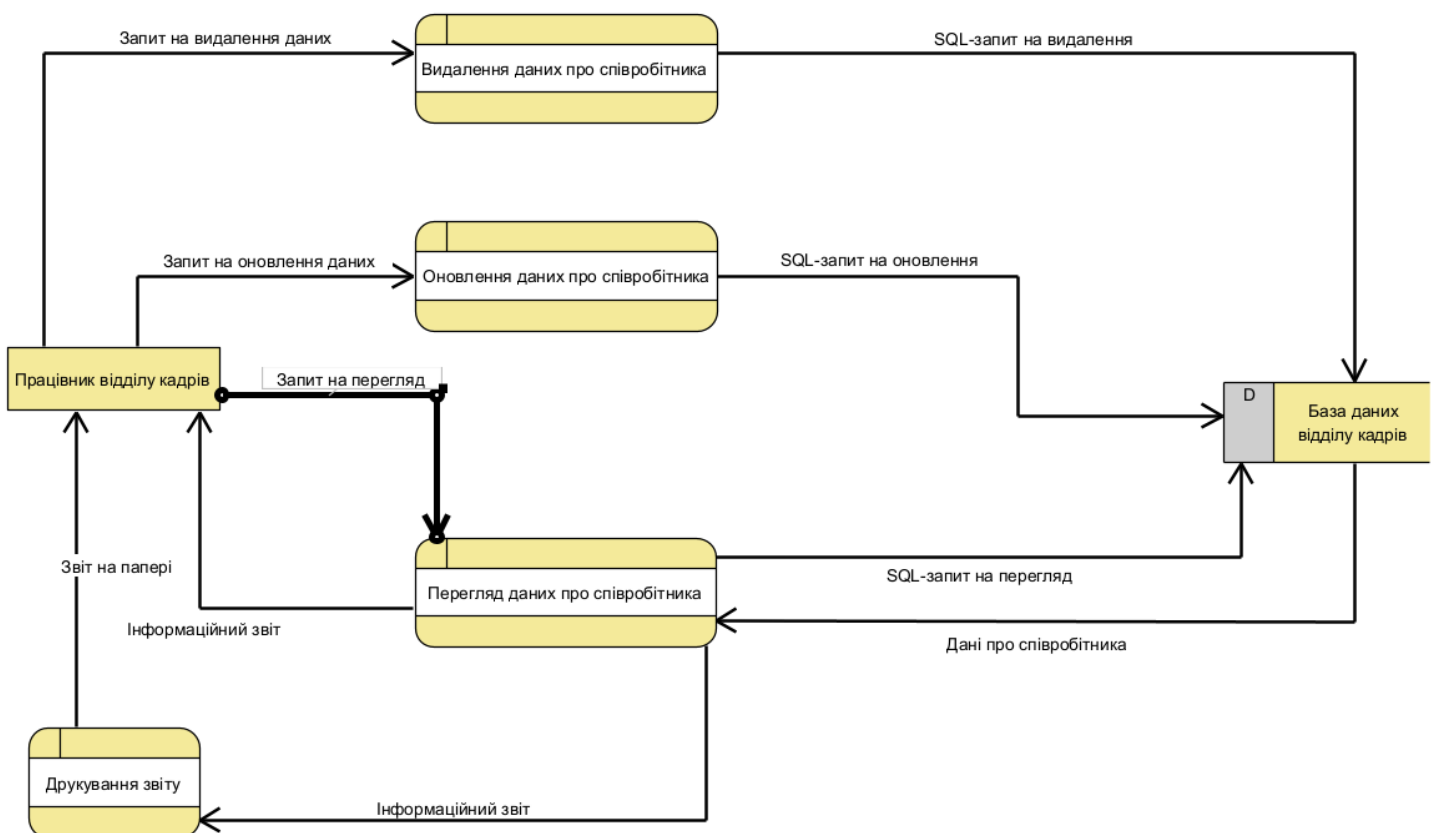 Запит на видалення даних
SQL-запит на видалення
Видалення даних про співробітника
Запит на оновлення даних
SQL-запит на оновлення
Оновлення даних про співробітника
Працівник відділу кадрів
Запит на перегляд
D
База даних
відділу кадрів
Звіт на папері
SQL-запит на перегляд
Перегляд даних про співробітника
Інформаційний звіт
Дані про співробітника
Друкування звіту
Інформаційний звіт